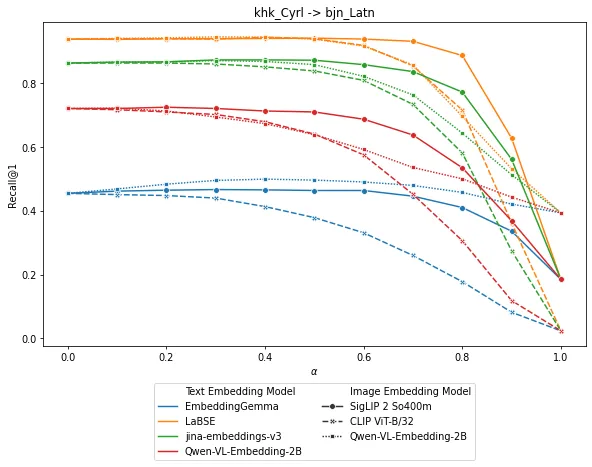 khk_Cyrl -> bjn_Latn
Recall@1
0.8
0.6
0.4
0.2
0.0
0.0 0.2 0.4 0.6 0.8 1.0
α
Text Embedding Model Image Embedding Model
EmbeddingGemma SigLIP 2 So400m
LaBSE CLIP ViT-B/32
jina-embeddings-v3 Qwen-VL-Embedding-2B
Qwen-VL-Embedding-2B